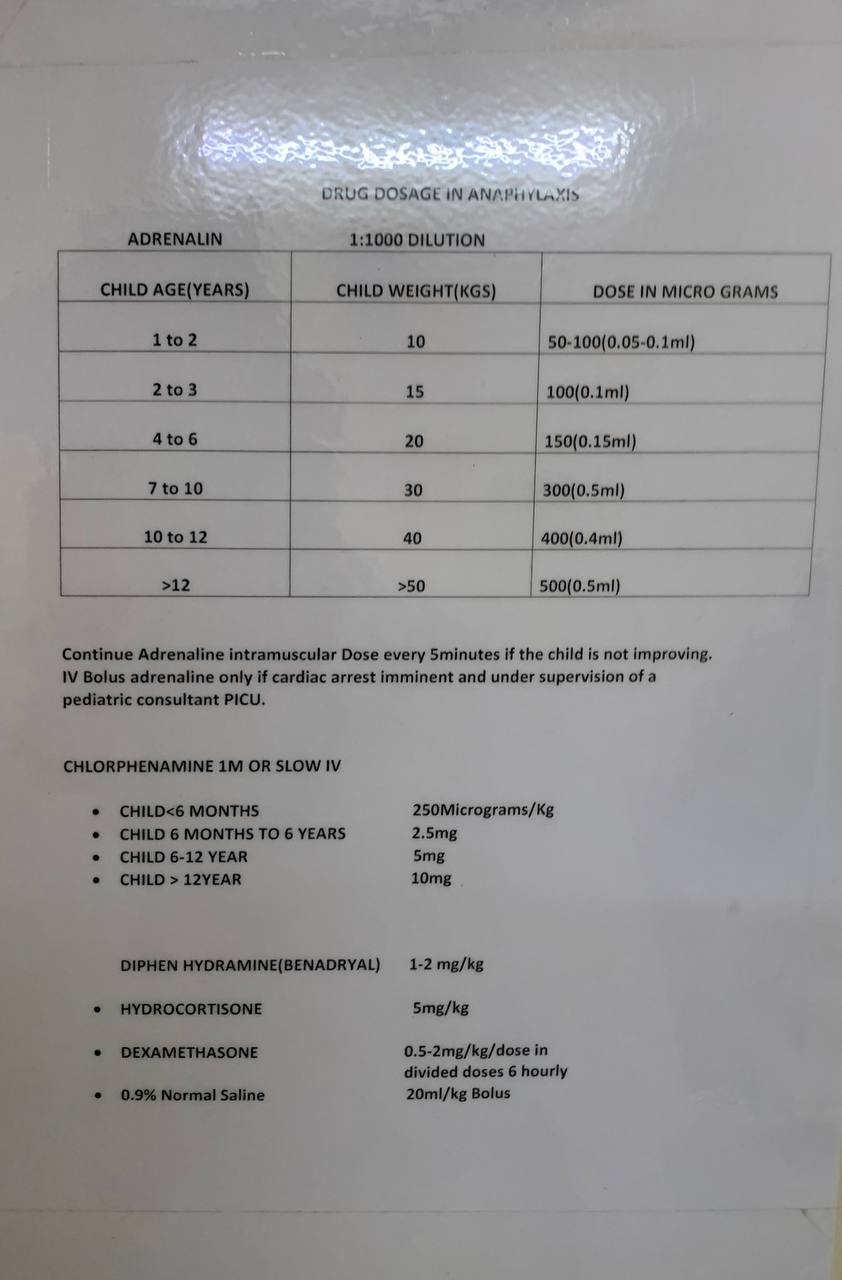 DRUG DOSAGE IN ANAPHYLAXIS
ADRENALIN 1:1000 DILUTION
CHILD AGE(YEARS) CHILD WEIGHT(KGS) DOSE IN MICRO GRAMS
1 to 2 10 50-100(0.05-0.1ml)
2 to 3 15 100(0.1ml)
4 to 6 20 150(0.15ml)
7 to 10 30 300(0.5ml)
10 to 12 40 400(0.4ml)
>12 >50 500(0.5ml)
Continue Adrenaline intramuscular Dose every 5minutes if the child is not improving.
IV Bolus adrenaline only if cardiac arrest imminent and under supervision of a
pediatric consultant PICU.
CHLORPHENAMINE 1M OR SLOW IV
• CHILD<6 MONTHS 250Micrograms/Kg
• CHILD 6 MONTHS TO 6 YEARS 2.5mg
• CHILD 6-12 YEAR 5mg
• CHILD > 12YEAR 10mg
DIPHEN HYDRAMINE(BENADRYAL) 1-2 mg/kg
• HYDROCORTISONE 5mg/kg
• DEXAMETHASONE 0.5-2mg/kg/dose in
divided doses 6 hourly
• 0.9% Normal Saline 20ml/kg Bolus